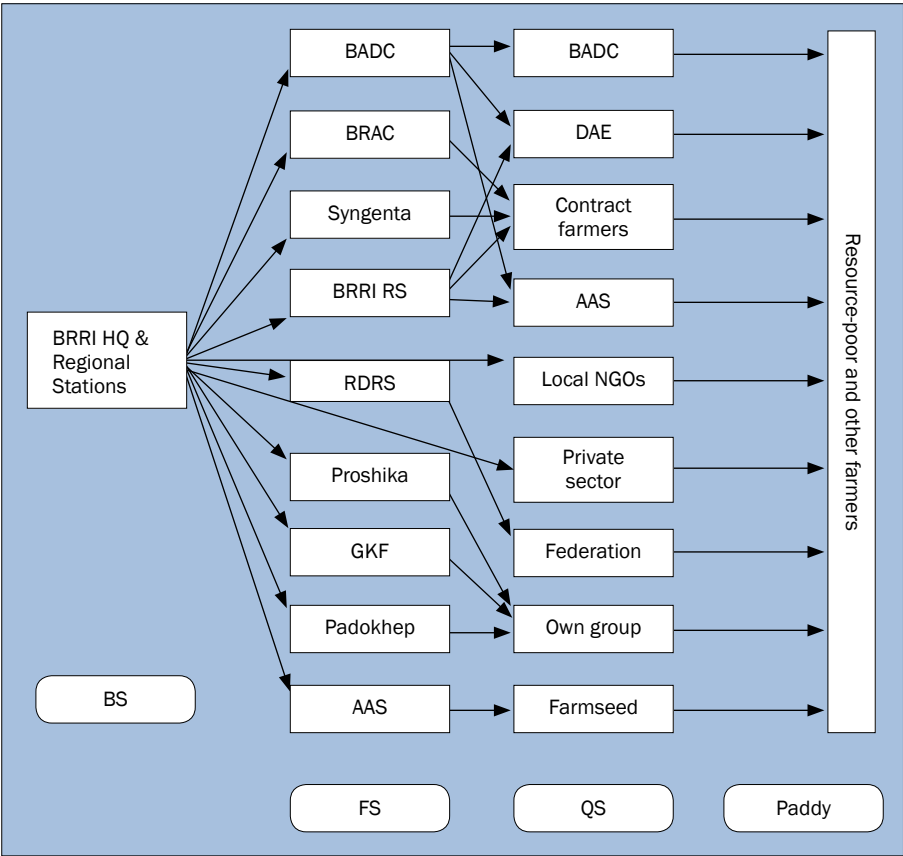 BADC
BADC
BRAC
DAE
Syngenta
Contract
farmers
BRRI RS
AAS
BRRI HQ &
Regional
Stations
RDRS
Local NGOs
Proshika
Private
sector
GKF
Federation
Padokhep
Own group
AAS
Farmseed
Resource-poor and other farmers
BS
FS
QS
Paddy